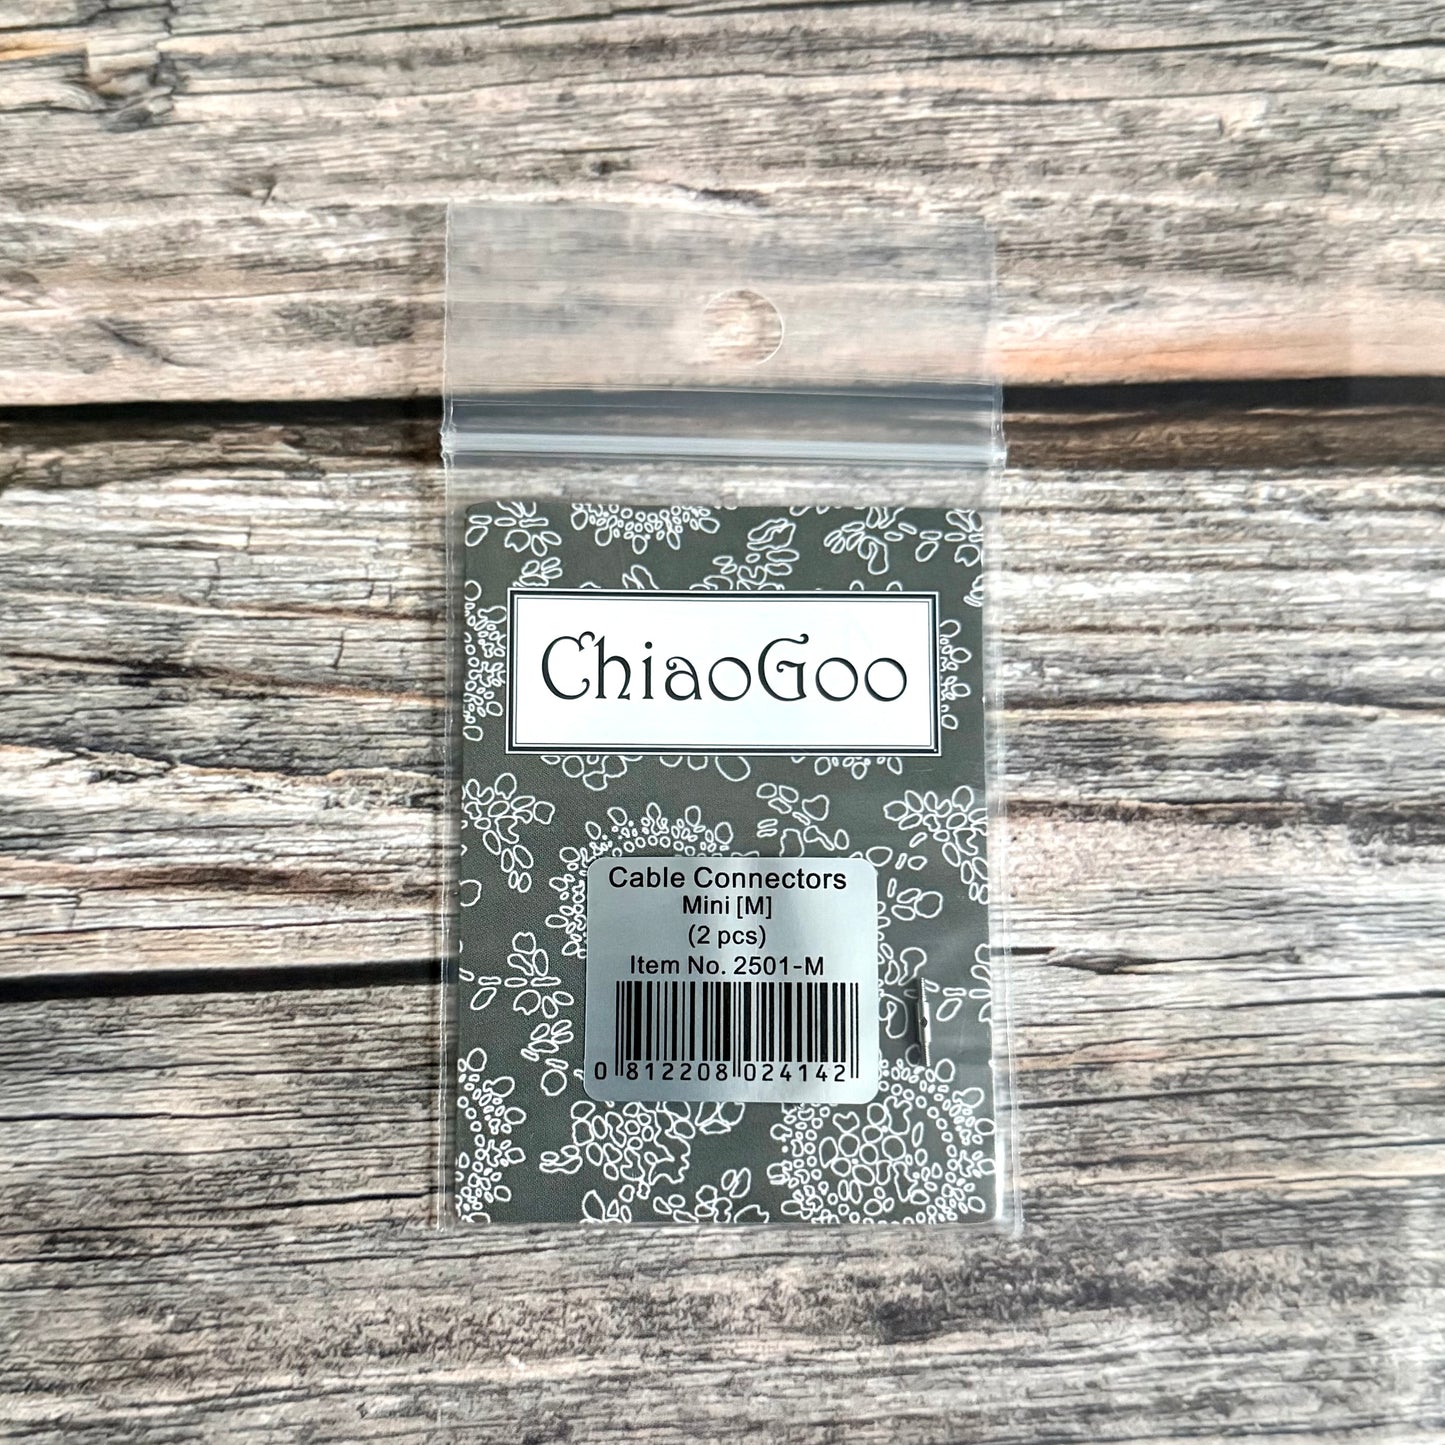 ChiaoGoo
Cable Connectors
Mini [M]
(2 pcs)
Item No. 2501-M
0 812208 024142